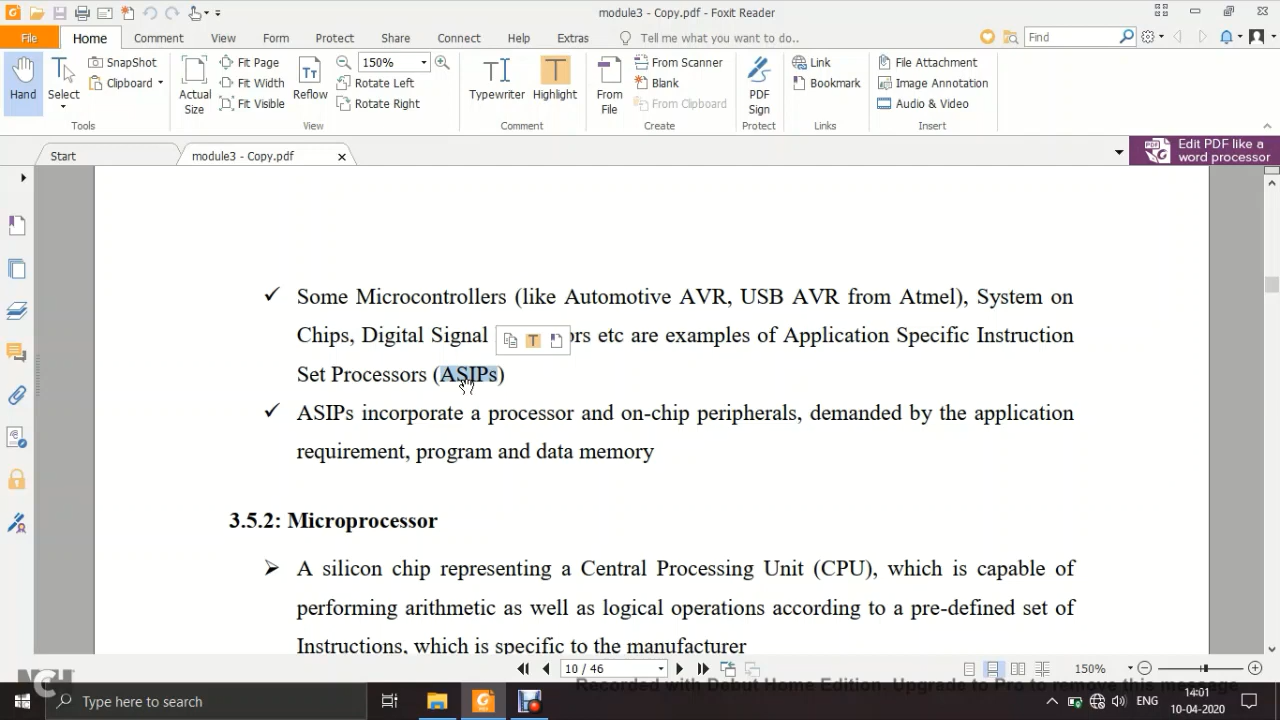 module3 - Copy.pdf - Foxit Reader
File Home Comment View Form Protect Share Connect Help Extras Tell me what you want to do.. Find
Hand
Select
SnapShot
Clipboard
Tools
Actual Size
Fit Page
Fit Width
Fit Visible
Reflow
150%
Rotate Left
Rotate Right
View
Typewriter
Highlight
Comment
From File
From Scanner
Blank
From Clipboard
Create
PDF Sign
Protect
Link
Bookmark
Links
File Attachment
Image Annotation
Audio & Video
Insert
Start
module3 - Copy.pdf
Edit PDF like a
word processor
✓ Some Microcontrollers (like Automotive AVR, USB AVR from Atmel), System on
Chips, Digital Signal ors etc are examples of Application Specific Instruction
Set Processors (ASIPs)
✓ ASIPs incorporate a processor and on-chip peripherals, demanded by the application
requirement, program and data memory
3.5.2: Microprocessor
➢ A silicon chip representing a Central Processing Unit (CPU), which is capable of
performing arithmetic as well as logical operations according to a pre-defined set of
Instructions, which is specific to the manufacturer
10 / 46
150%
NCH
Recorded with Debut Home Edition. Upgrade to Pro to remove this message
Type here to search
ENG
14:01
10-04-2020